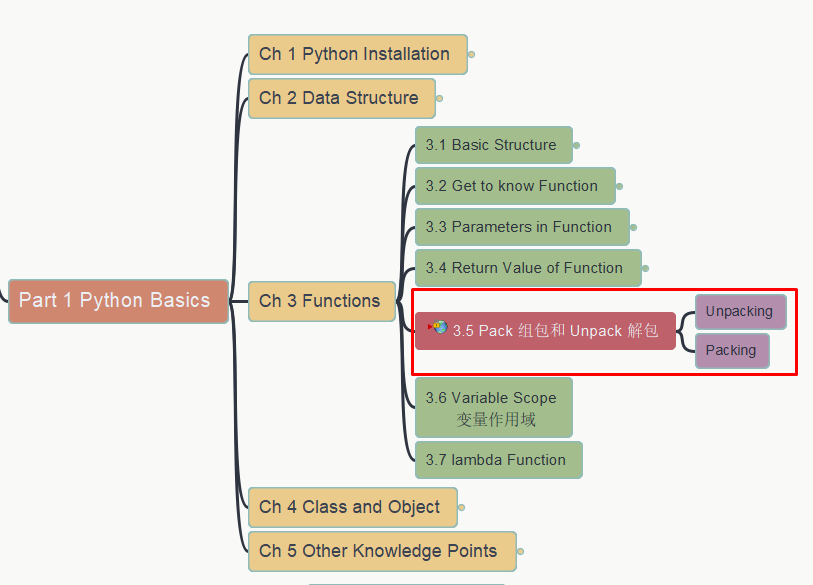 Ch 1 Python Installation
Ch 2 Data Structure
3.1 Basic Structure
3.2 Get to know Function
3.3 Parameters in Function
3.4 Return Value of Function
Part 1 Python Basics
Ch 3 Functions
3.5 Pack 组包和 Unpack 解包
Unpacking
Packing
3.6 Variable Scope
变量作用域
3.7 lambda Function
Ch 4 Class and Object
Ch 5 Other Knowledge Points